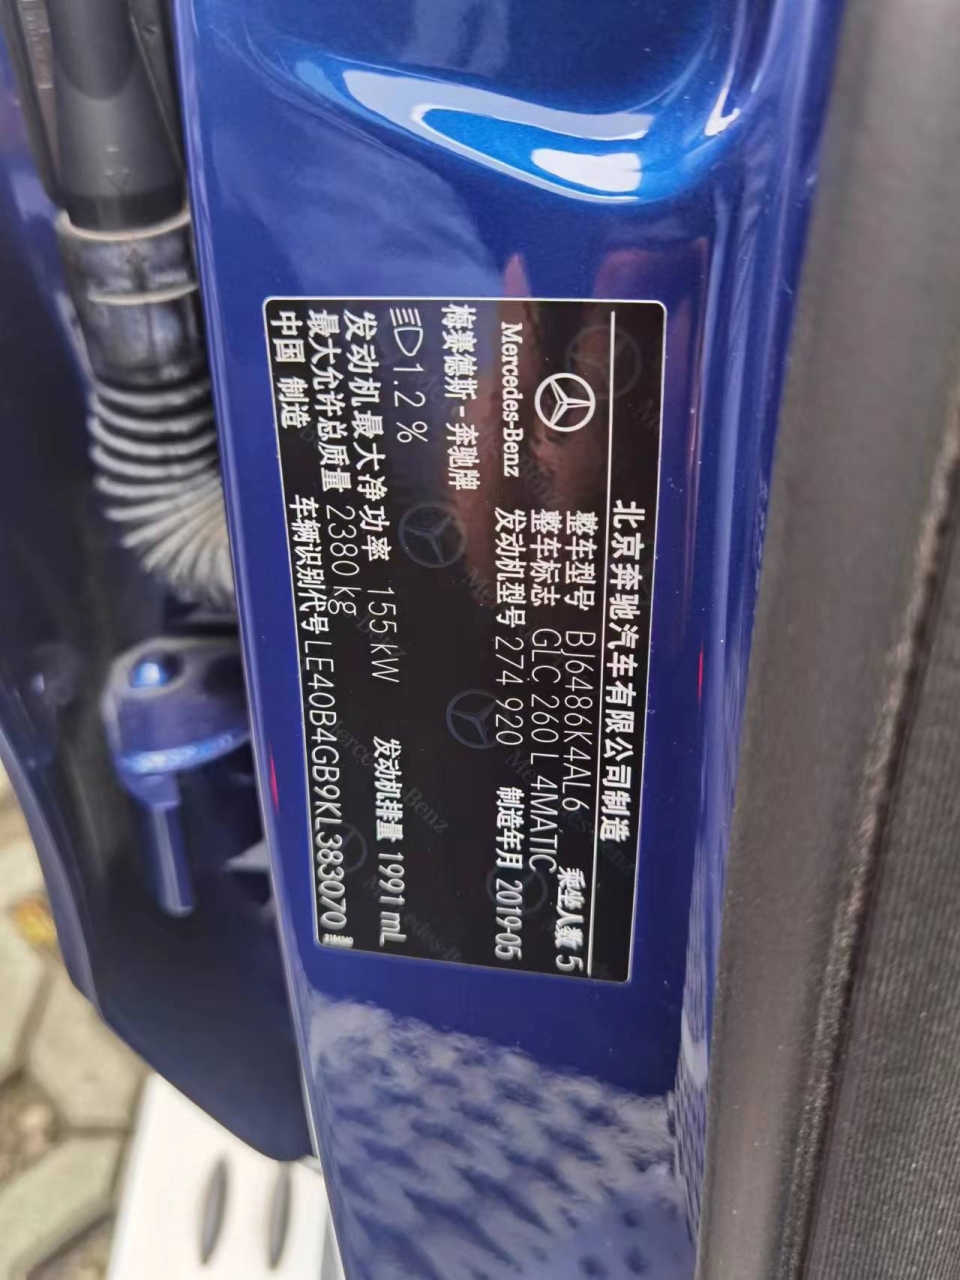 北京奔驰汽车有限公司制造
Mercedes-Benz
梅赛德斯-奔驰牌
整车型号 BJ6486K4AL6 乘坐人数 5
整车标志 GLC 260 L 4MATIC
发动机型号 274 920 制造年月 2019-05
1.2%
发动机最大净功率 155 kW 发动机排量 1991 mL
最大允许总质量 2380 kg
中国 制造 车辆识别代号 LE40B4GB9KL383070